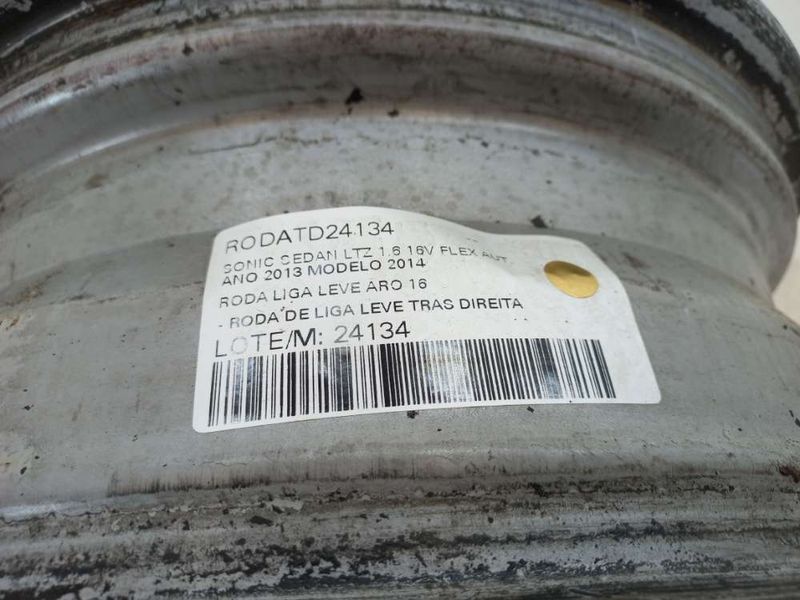 RODATD24134
SONIC SEDAN LTZ 1.6 16V FLEX AUT
ANO 2013 MODELO 2014
RODA LIGA LEVE ARO 16
- RODA DE LIGA LEVE TRAS DIREITA
LOTE/M: 24134